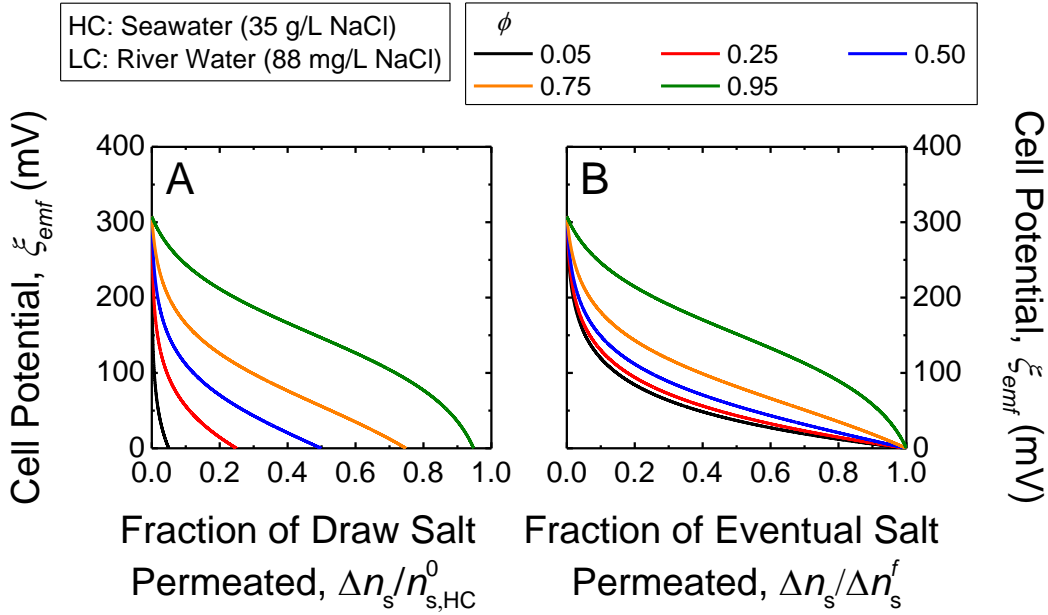 HC: Seawater (35 g/L NaCl)
LC: River Water (88 mg/L NaCl)
ϕ
0.05 0.25 0.50
0.75 0.95
Cell Potential, ξemf (mV)
400
300
200
100
0
A
0.0 0.2 0.4 0.6 0.8 1.0
Fraction of Draw Salt
Permeated, Δns/n0s,HC
B
0.0 0.2 0.4 0.6 0.8 1.0
Fraction of Eventual Salt
Permeated, Δns/Δnsf
400
300
200
100
0
Cell Potential, ξemf (mV)